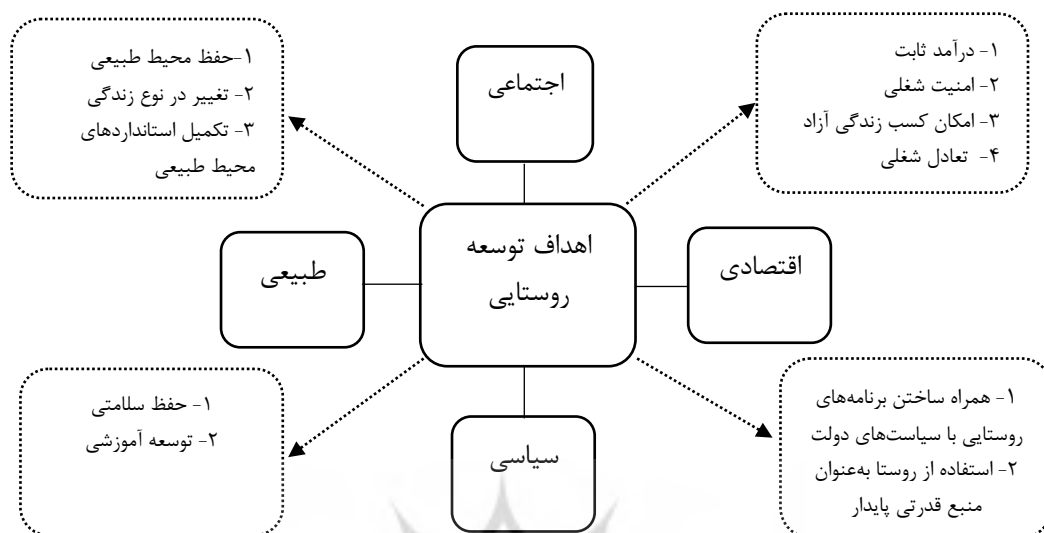 ۱- درآمد ثابت
۲- امنیت شغلی
۳- امکان کسب زندگی آزاد
۴- تعادل شغلی
اجتماعی
۱-حفظ محیط طبیعی
۲- تغییر در نوع زندگی
۳- تکمیل استانداردهای
محیط طبیعی
اقتصادی
اهداف توسعه
روستایی
طبیعی
۱- همراه ساختن برنامه‌های
روستایی با سیاست‌های دولت
۲- استفاده از روستا به‌عنوان
منبع قدرتی پایدار
سیاسی
۱- حفظ سلامتی
۲- توسعه آموزشی